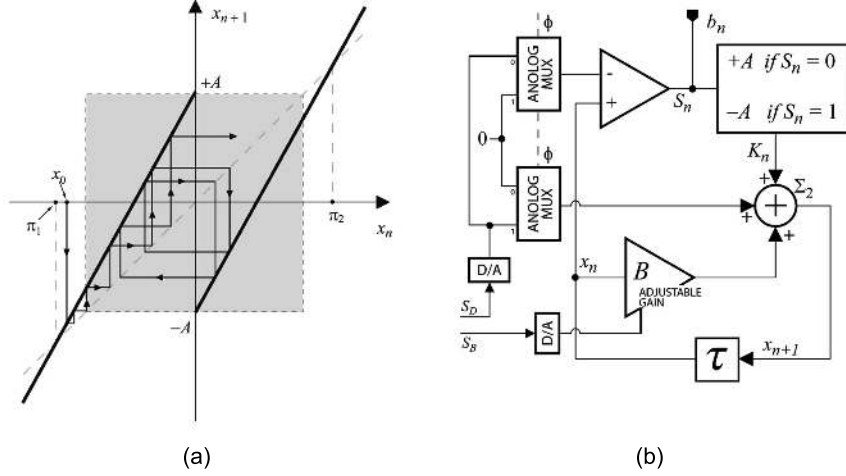 x_{n+1}
+A
x_0
π_1
π_2
x_n
−A
(a)
ϕ
b_n
0
ANOLOG MUX
1
-
+
S_n
+A if S_n = 0
−A if S_n = 1
0
ϕ
K_n
0
ANALOG MUX
1
+
Σ_2
+
+
+
D/A
x_n
B
ADJUSTABLE
GAIN
S_D
S_B
D/A
τ
x_{n+1}
(b)